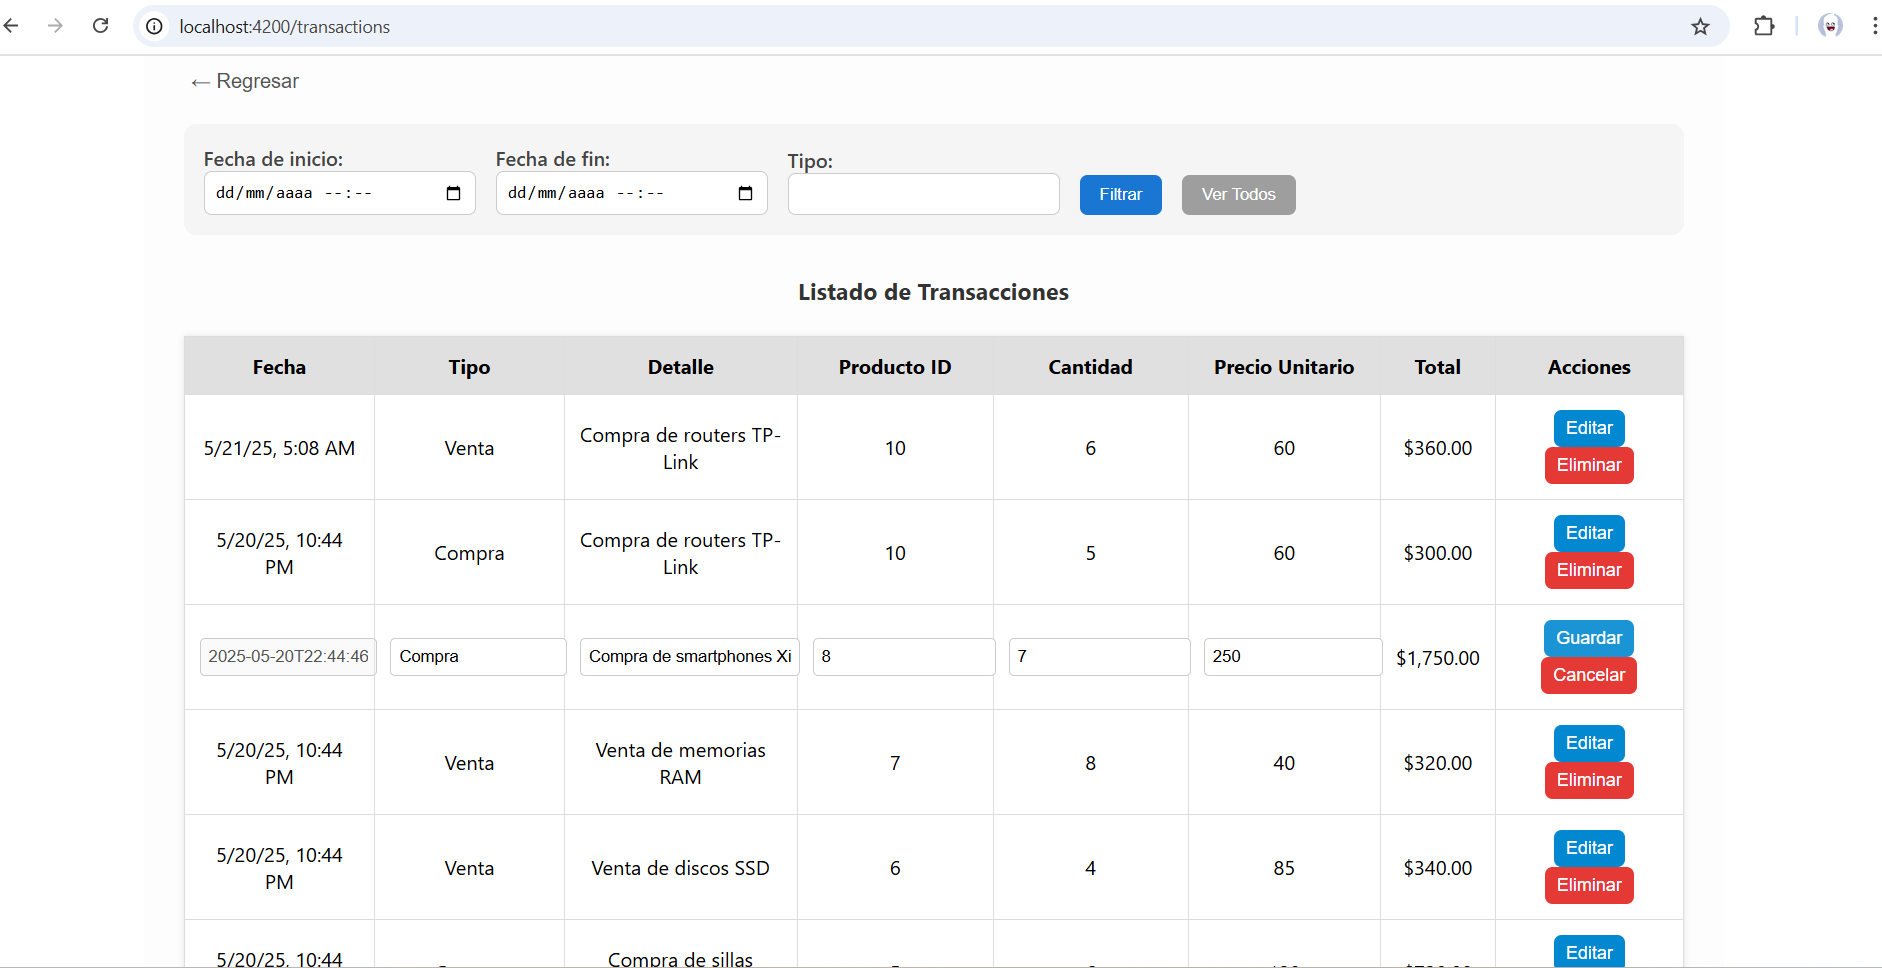 localhost:4200/transactions
← Regresar
Fecha de inicio:
Fecha de fin:
Tipo:
dd/mm/aaaa --:--
dd/mm/aaaa --:--
Filtrar
Ver Todos
Listado de Transacciones
Fecha Tipo Detalle Producto ID Cantidad Precio Unitario Total Acciones
5/21/25, 5:08 AM
Venta
Compra de routers TP-
Link
10
6
60
$360.00
Editar
Eliminar
5/20/25, 10:44
PM
Compra
Compra de routers TP-
Link
10
5
60
$300.00
Editar
Eliminar
2025-05-20T22:44:46
Compra
Compra de smartphones Xi
8
7
250
$1,750.00
Guardar
Cancelar
5/20/25, 10:44
PM
Venta
Venta de memorias
RAM
7
8
40
$320.00
Editar
Eliminar
5/20/25, 10:44
PM
Venta
Venta de discos SSD
6
4
85
$340.00
Editar
Eliminar
5/20/25, 10:44
Compra de sillas
Editar